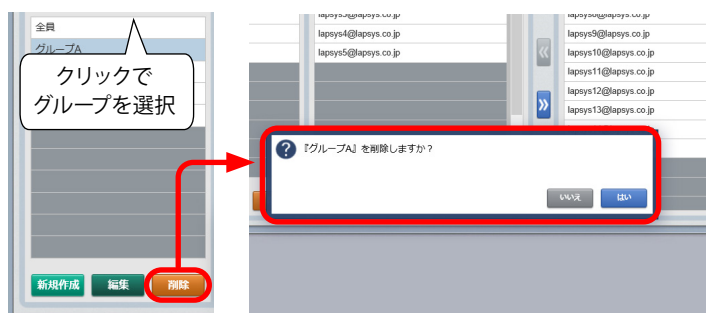 全員
グループA
クリックで
グループを選択
新規作成
編集
削除
lapsys4@lapsys.co.jp
lapsys5@lapsys.co.jp
lapsys9@lapsys.co.jp
lapsys10@lapsys.co.jp
lapsys11@lapsys.co.jp
lapsys12@lapsys.co.jp
lapsys13@lapsys.co.jp
『グループA』を削除しますか？
いいえ
はい